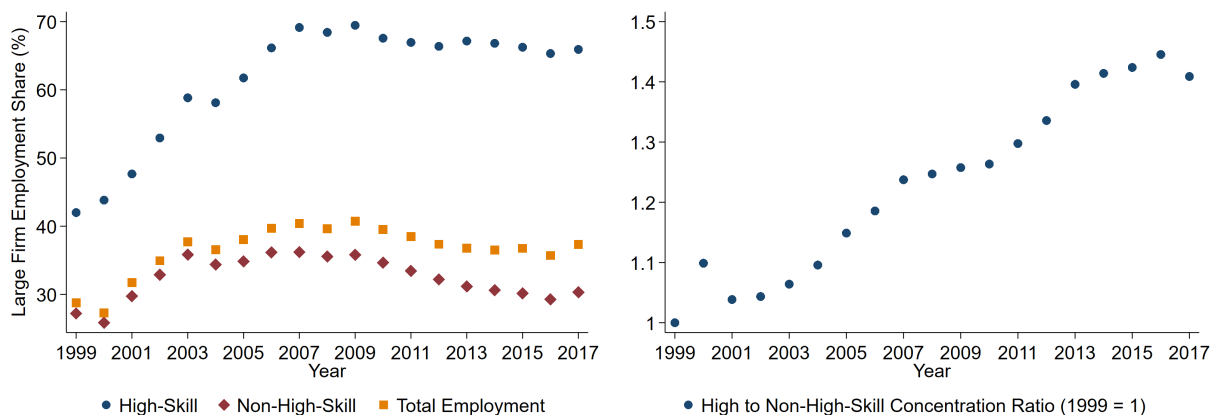 Large Firm Employment Share (%)
70
60
50
40
30
1999 2001 2003 2005 2007 2009 2011 2013 2015 2017
Year
High-Skill Non-High-Skill Total Employment
1.5
1.4
1.3
1.2
1.1
1
1999 2001 2003 2005 2007 2009 2011 2013 2015 2017
Year
High to Non-High-Skill Concentration Ratio (1999 = 1)